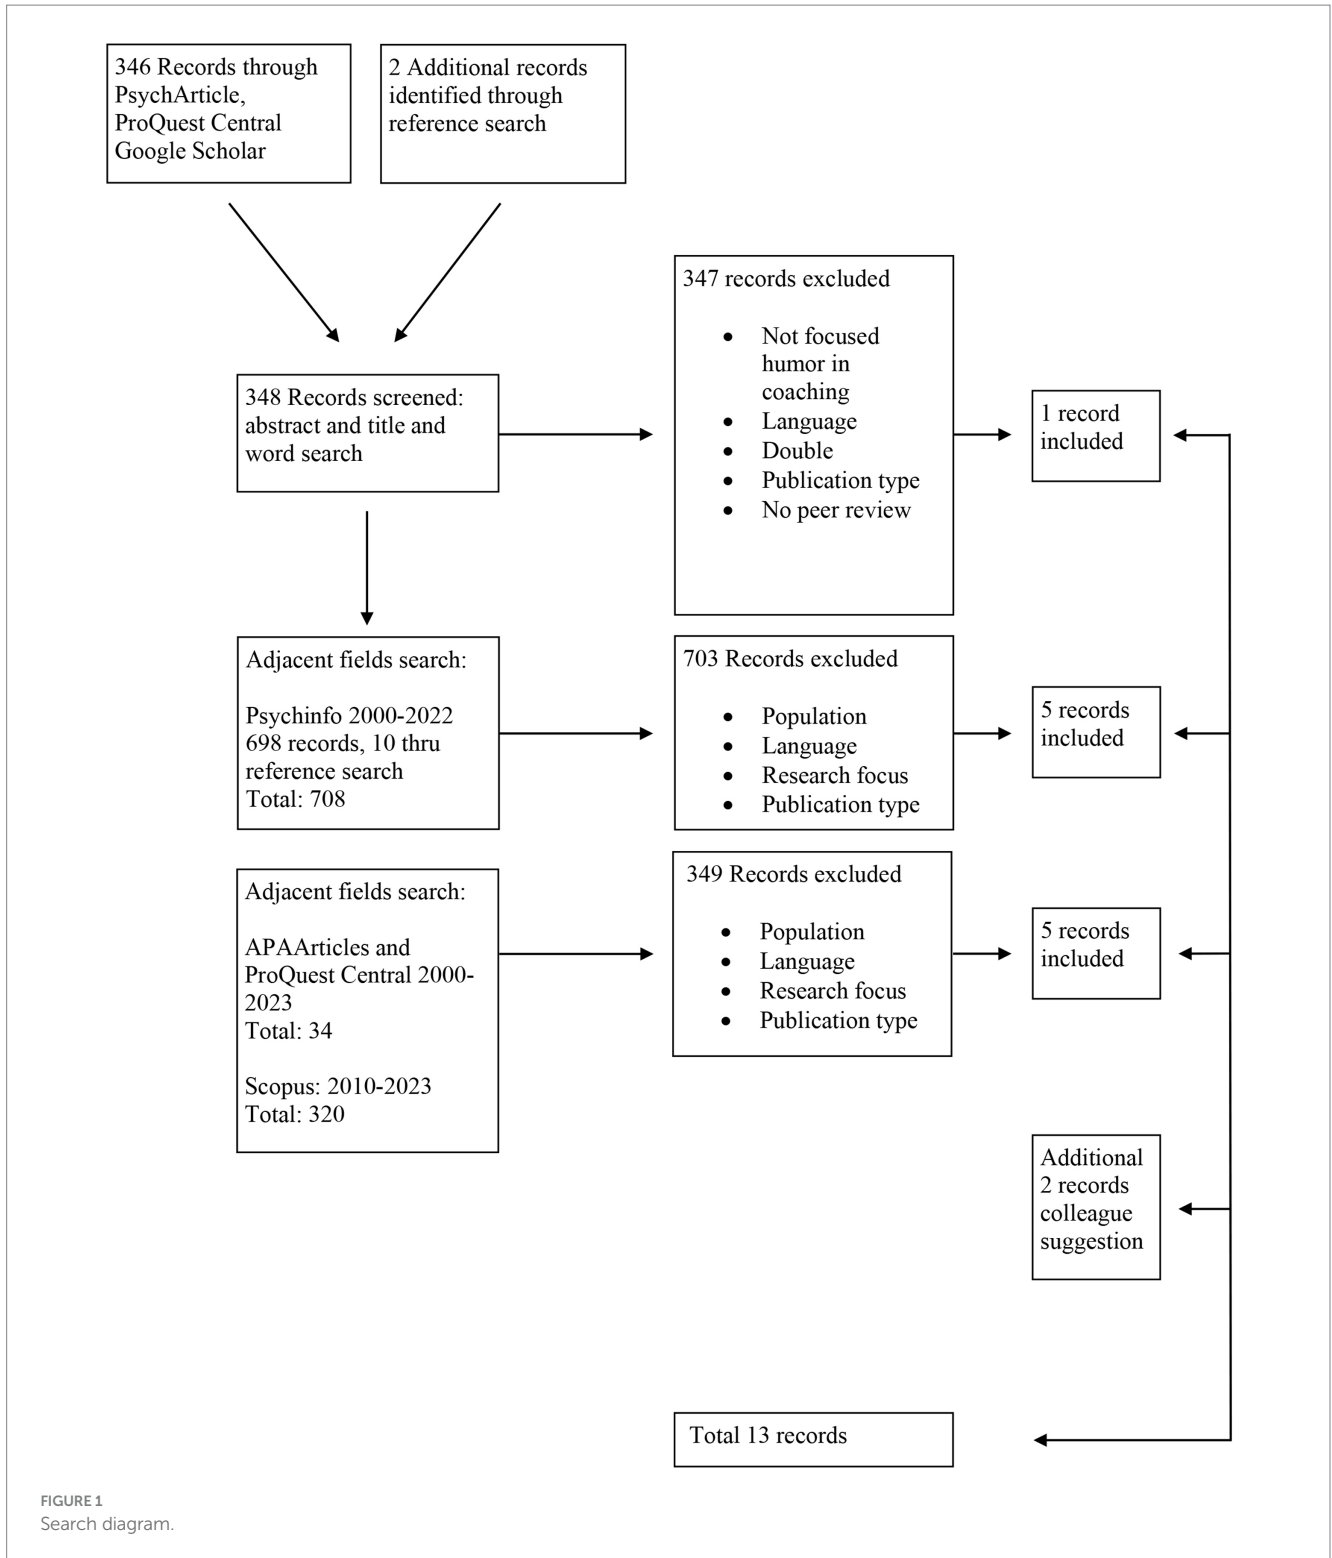 346 Records through
PsychArticle,
ProQuest Central
Google Scholar
2 Additional records
identified through
reference search
348 Records screened:
abstract and title and
word search
347 records excluded
• Not focused
humor in
coaching
• Language
• Double
• Publication type
• No peer review
1 record
included
Adjacent fields search:
Psychinfo 2000-2022
698 records, 10 thru
reference search
Total: 708
703 Records excluded
• Population
• Language
• Research focus
• Publication type
5 records
included
Adjacent fields search:
APAArticles and
ProQuest Central 2000-
2023
Total: 34
Scopus: 2010-2023
Total: 320
349 Records excluded
• Population
• Language
• Research focus
• Publication type
5 records
included
Additional
2 records
colleague
suggestion
Total 13 records
FIGURE 1
Search diagram.